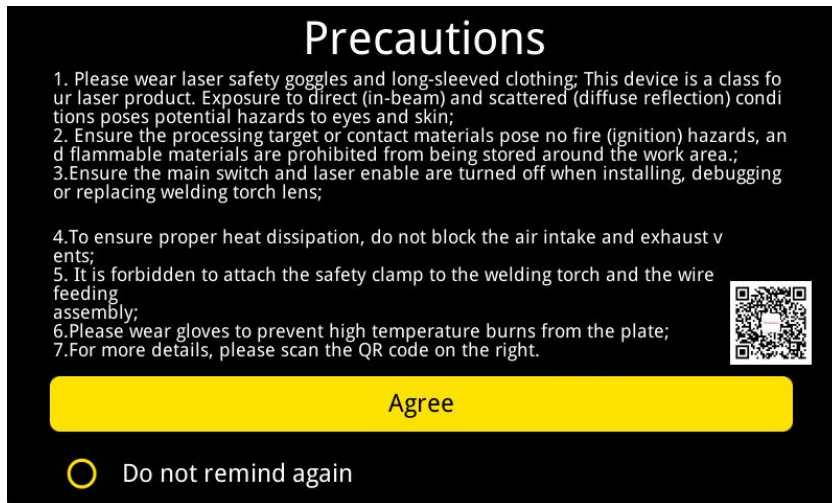 Precautions
1. Please wear laser safety goggles and long-sleeved clothing; This device is a class fo
ur laser product. Exposure to direct (in-beam) and scattered (diffuse reflection) condi
tions poses potential hazards to eyes and skin;
2. Ensure the processing target or contact materials pose no fire (ignition) hazards, an
d flammable materials are prohibited from being stored around the work area.;
3.Ensure the main switch and laser enable are turned off when installing, debugging
or replacing welding torch lens;
4.To ensure proper heat dissipation, do not block the air intake and exhaust v
ents;
5. It is forbidden to attach the safety clamp to the welding torch and the wire
feeding
assembly;
6.Please wear gloves to prevent high temperature burns from the plate;
7.For more details, please scan the QR code on the right.
Agree
Do not remind again